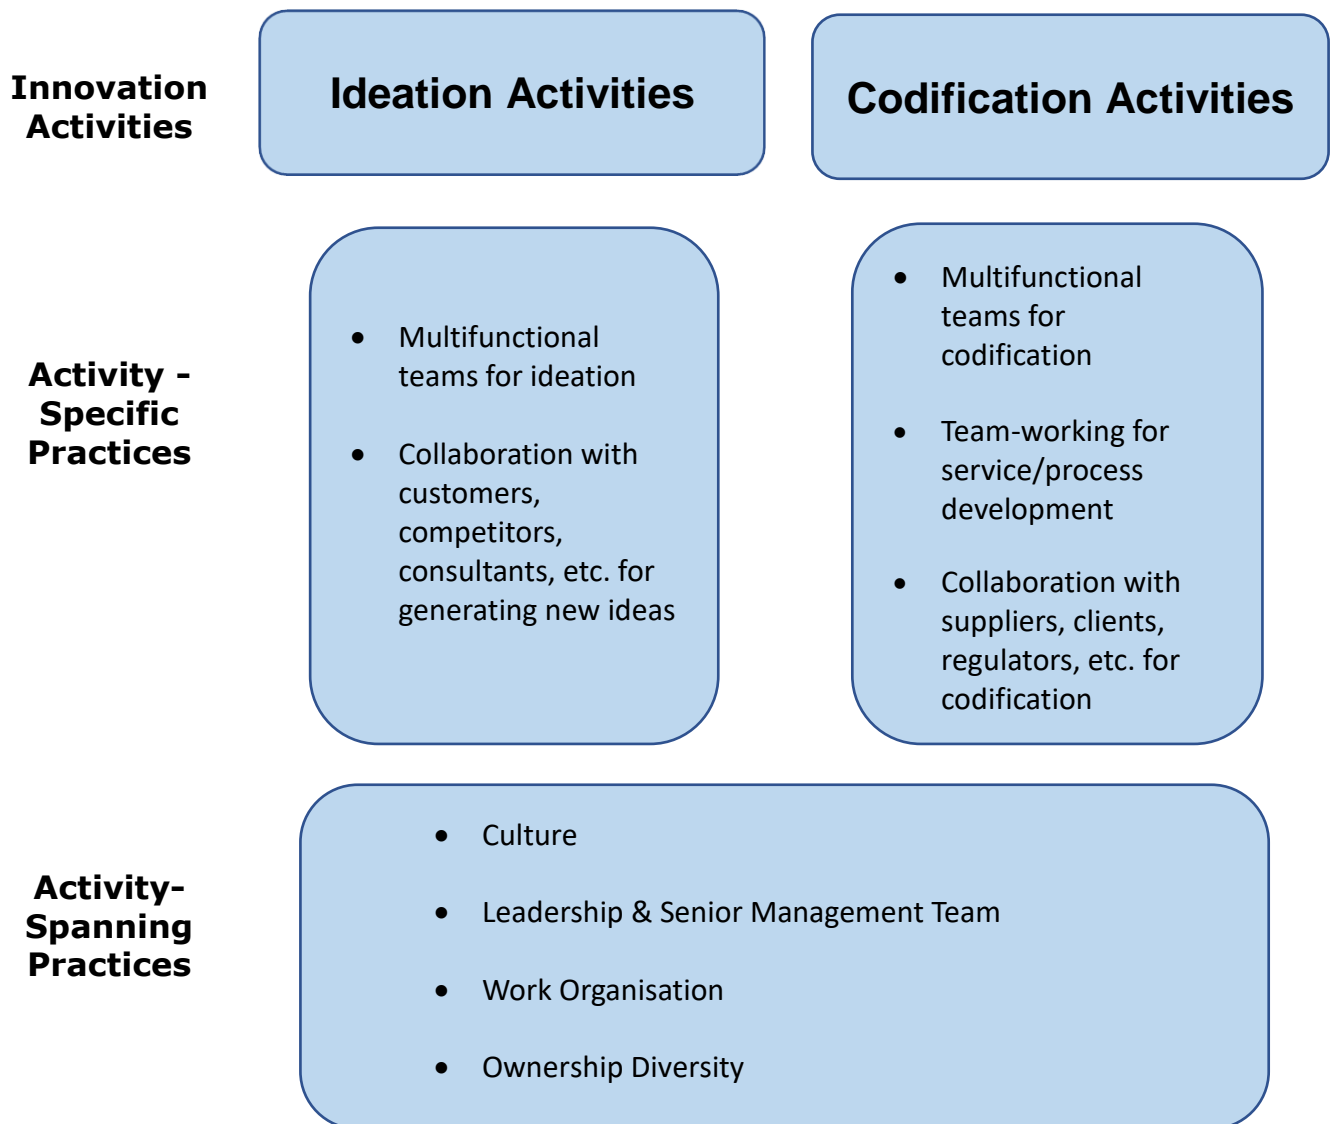 Innovation
Activities
Ideation Activities
Codification Activities
Activity -
Specific
Practices
• Multifunctional
teams for ideation
• Collaboration with
customers,
competitors,
consultants, etc. for
generating new ideas
• Multifunctional
teams for
codification
• Team-working for
service/process
development
• Collaboration with
suppliers, clients,
regulators, etc. for
codification
Activity-
Spanning
Practices
• Culture
• Leadership & Senior Management Team
• Work Organisation
• Ownership Diversity